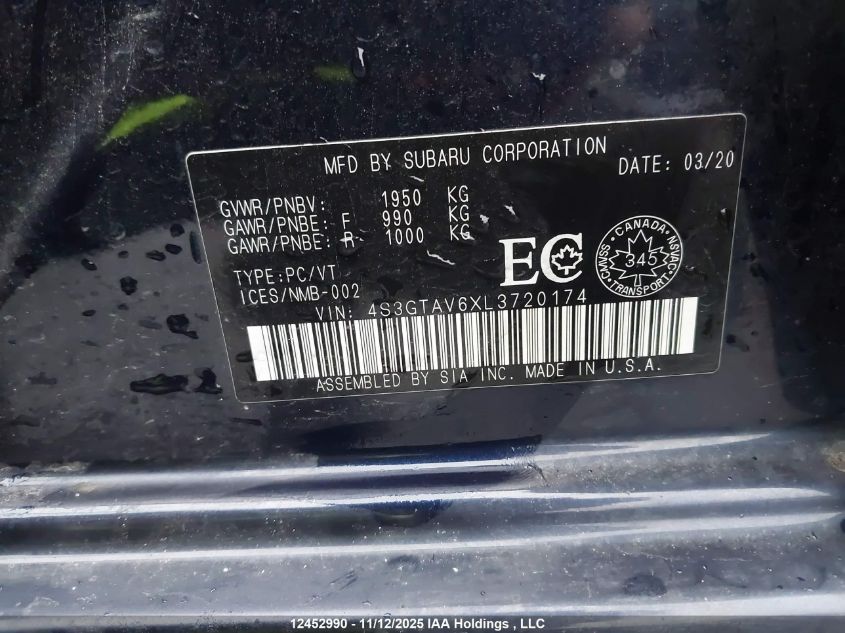 MFD BY SUBARU CORPORATION DATE: 03/20
GVWR/PNBV: 1950 KG
GAWR/PNBE: F 990 KG
GAWR/PNBE: R 1000 KG
TYPE:PC/VT
ICES/NMB-002
EC
CANADA
NSVAC
TRANSPORT
CMVSS
345
VIN: 4S3GTAV6XL3720174
ASSEMBLED BY SIA INC. MADE IN U.S.A.
12452990 - 11/12/2025 IAA Holdings , LLC